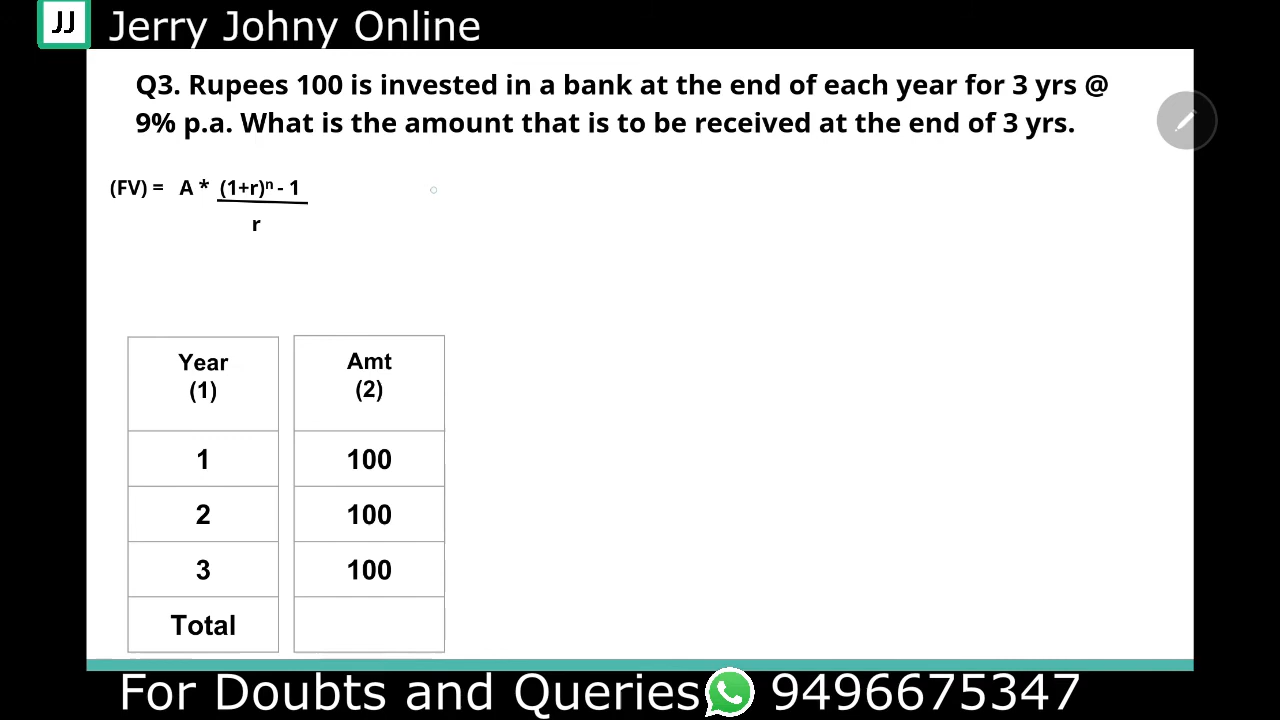 JJ Jerry Johny Online
Q3. Rupees 100 is invested in a bank at the end of each year for 3 yrs @
9% p.a. What is the amount that is to be received at the end of 3 yrs.
(FV) = A * (1+r)ⁿ - 1
r
Year Amt
(1) (2)
1 100
2 100
3 100
Total
For Doubts and Queries 9496675347